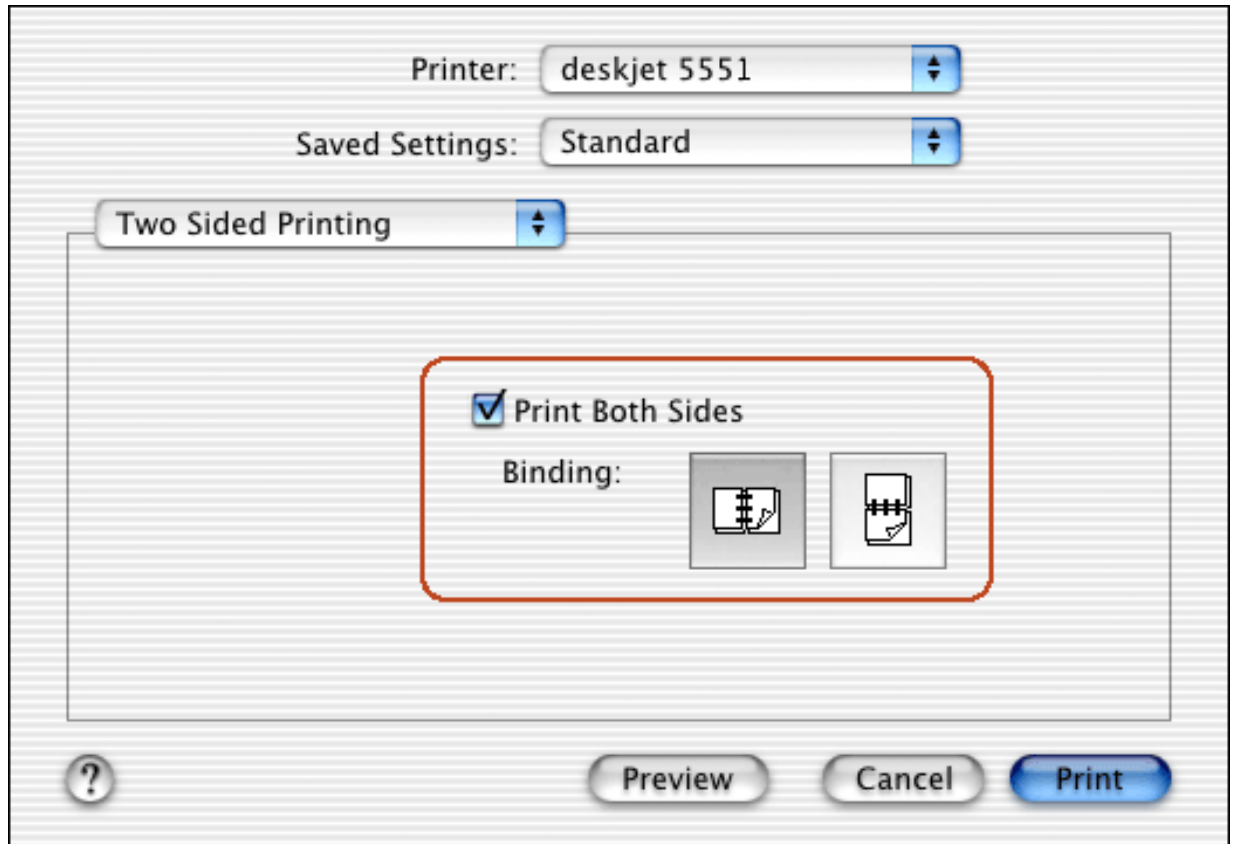 Printer: deskjet 5551
Saved Settings: Standard
Two Sided Printing
Print Both Sides
Binding:
? Preview Cancel Print